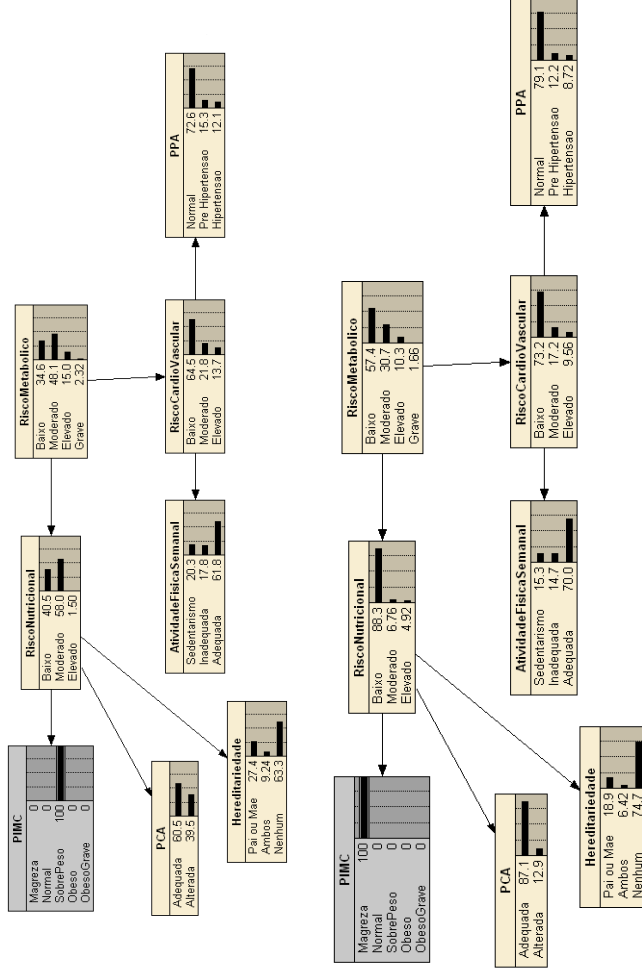 RiscoMetabolico
Baixo 34.6
Moderado 48.1
Elevado 15.0
Grave 2.32
RiscoNutricional
Baixo 40.5
Moderado 58.0
Elevado 1.50
PIMC
Magreza 0
Normal 0
SobrePeso 100
Obeso 0
ObesoGrave 0
PCA
Adequada 60.5
Alterada 39.5
Hereditariedade
Pai ou Mae 27.4
Ambos 9.24
Nenhum 63.3
AtividadeFisicaSemanal
Sedentarismo 20.3
Inadequada 17.8
Adequada 61.8
RiscoCardioVascular
Baixo 64.5
Moderado 21.8
Elevado 13.7
PPA
Normal 72.6
Pre Hipertensao 15.3
Hipertensao 12.1
RiscoMetabolico
Baixo 57.4
Moderado 30.7
Elevado 10.3
Grave 1.66
RiscoNutricional
Baixo 88.3
Moderado 6.76
Elevado 4.92
PIMC
Magreza 100
Normal 0
SobrePeso 0
Obeso 0
ObesoGrave 0
PCA
Adequada 87.1
Alterada 12.9
Hereditariedade
Pai ou Mae 18.9
Ambos 6.42
Nenhum 74.7
AtividadeFisicaSemanal
Sedentarismo 15.3
Inadequada 14.7
Adequada 70.0
RiscoCardioVascular
Baixo 73.2
Moderado 17.2
Elevado 9.56
PPA
Normal 79.1
Pre Hipertensao 12.2
Hipertensao 8.72